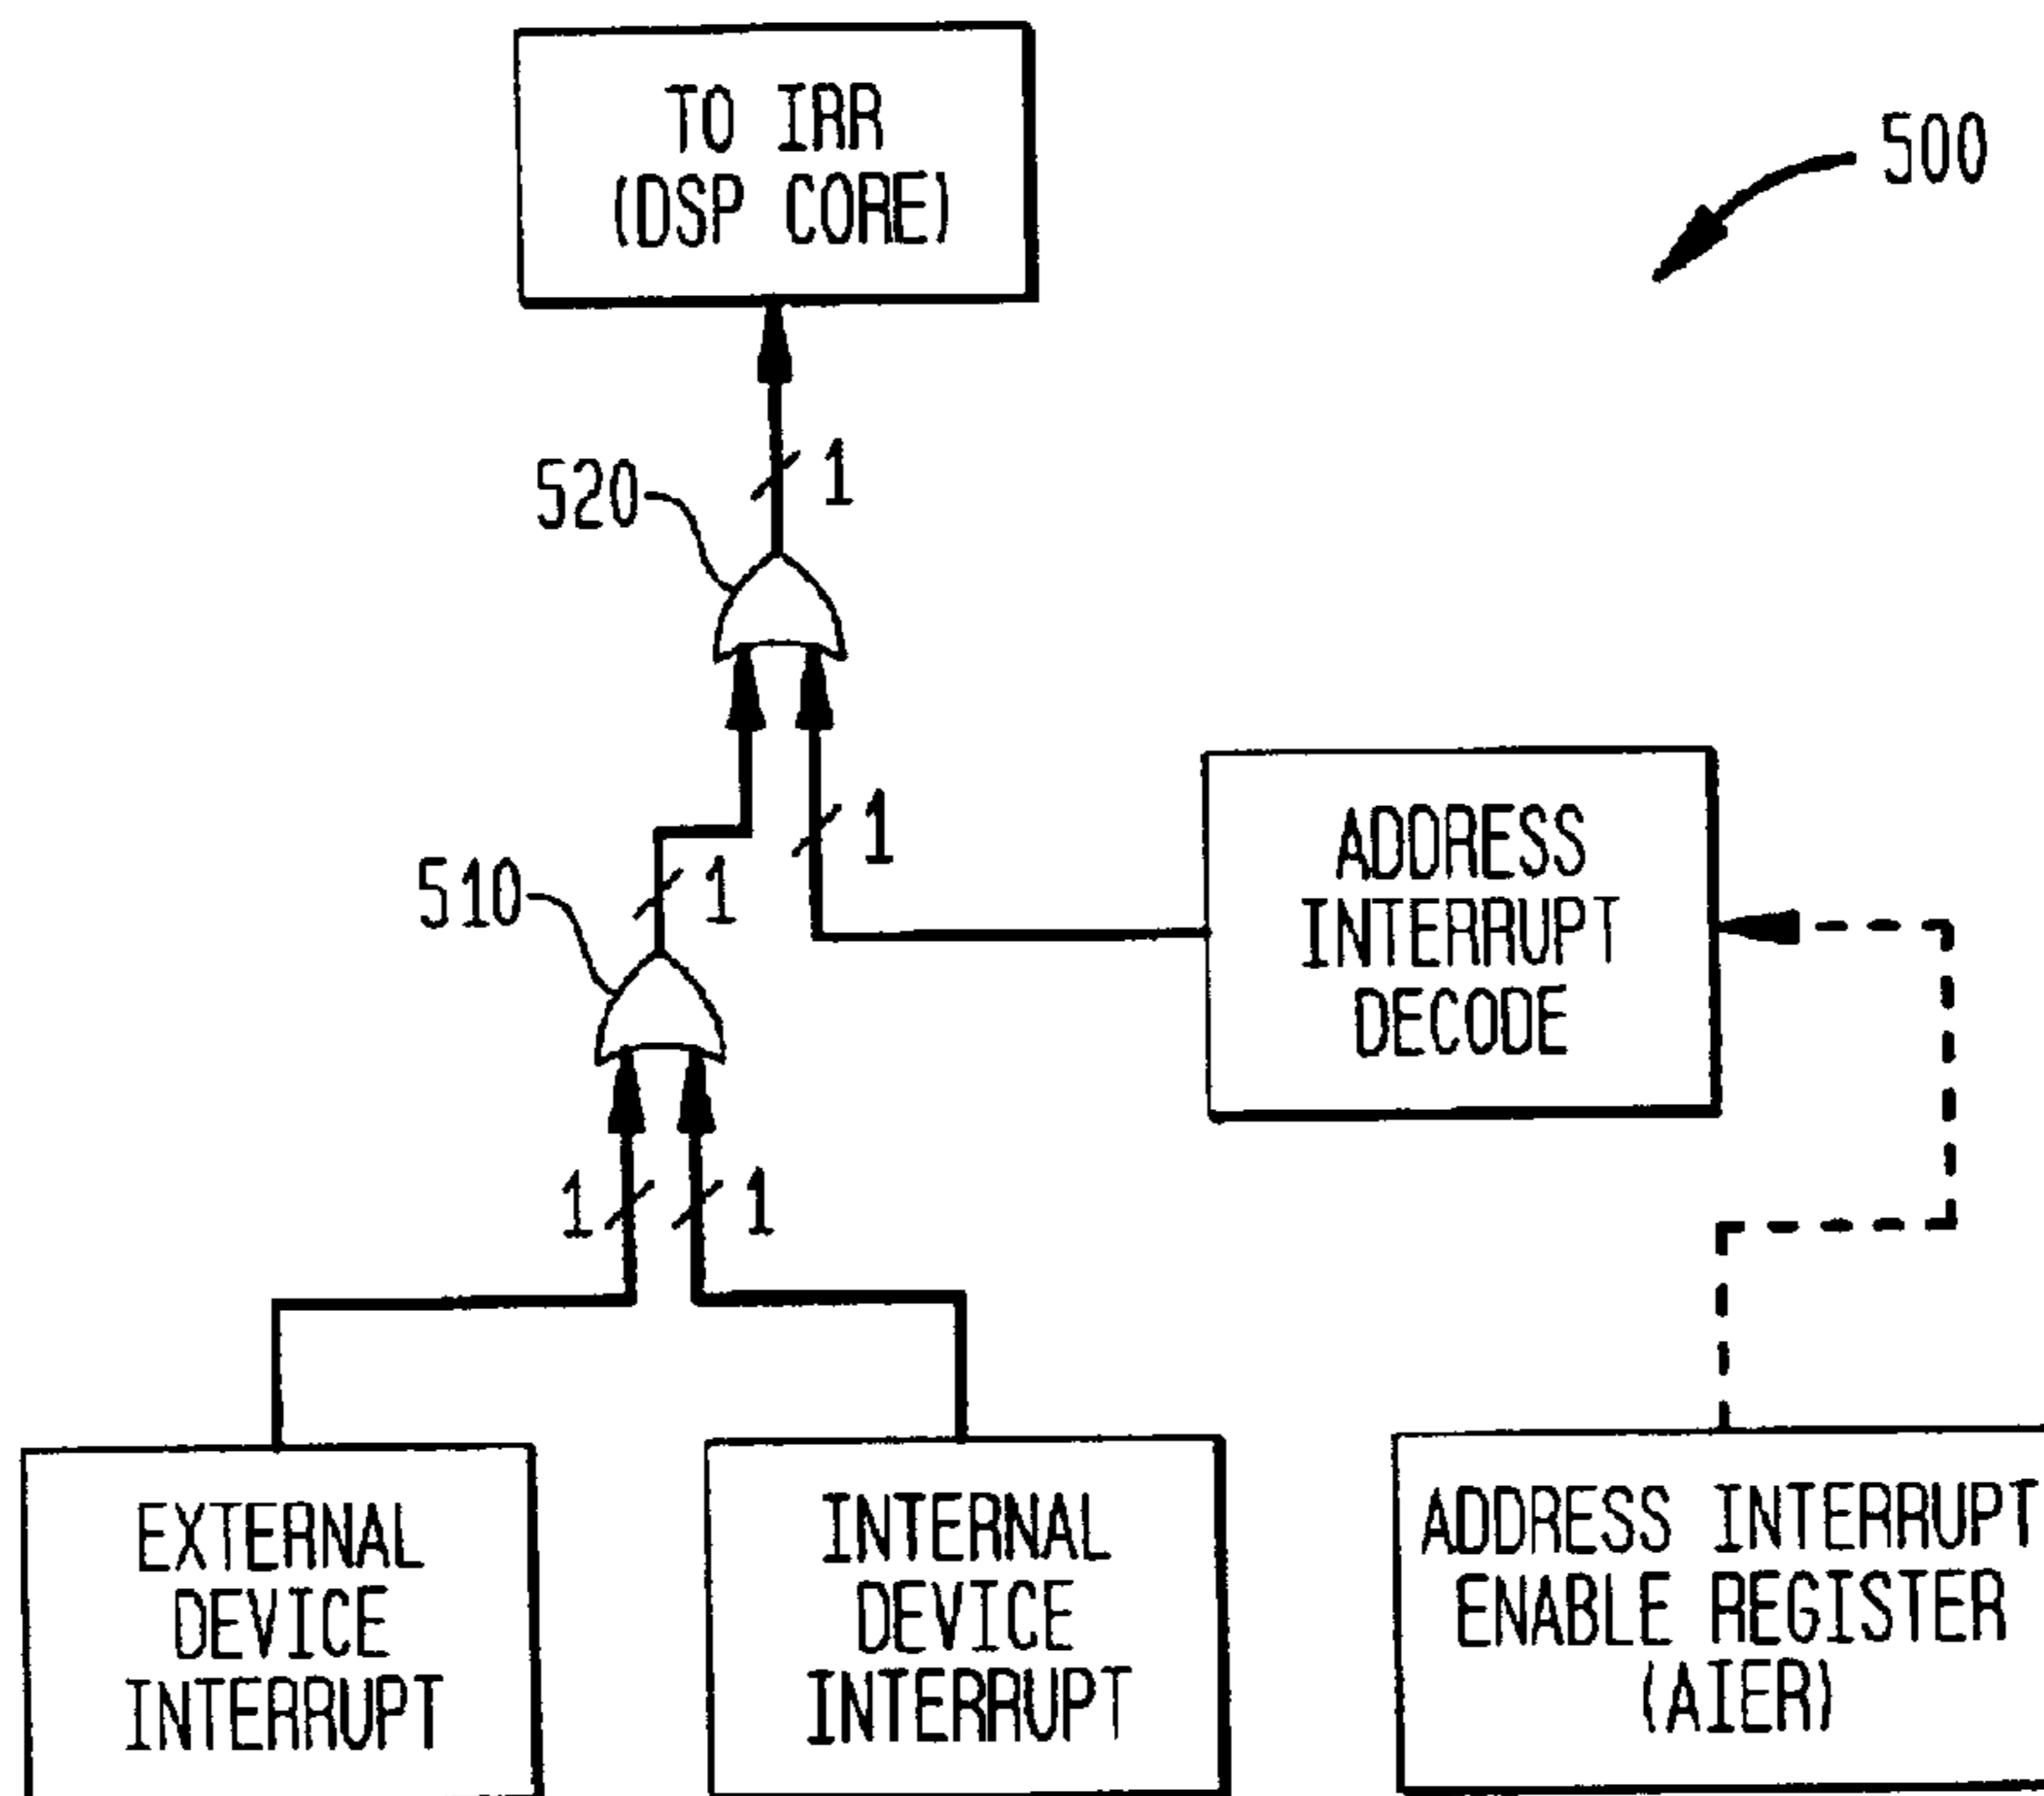 TO IRR
(DSP CORE)
500
520
1
1
510
1
ADDRESS
INTERRUPT
DECODE
1
1
EXTERNAL
DEVICE
INTERRUPT
INTERNAL
DEVICE
INTERRUPT
ADDRESS INTERRUPT
ENABLE REGISTER
(AIER)